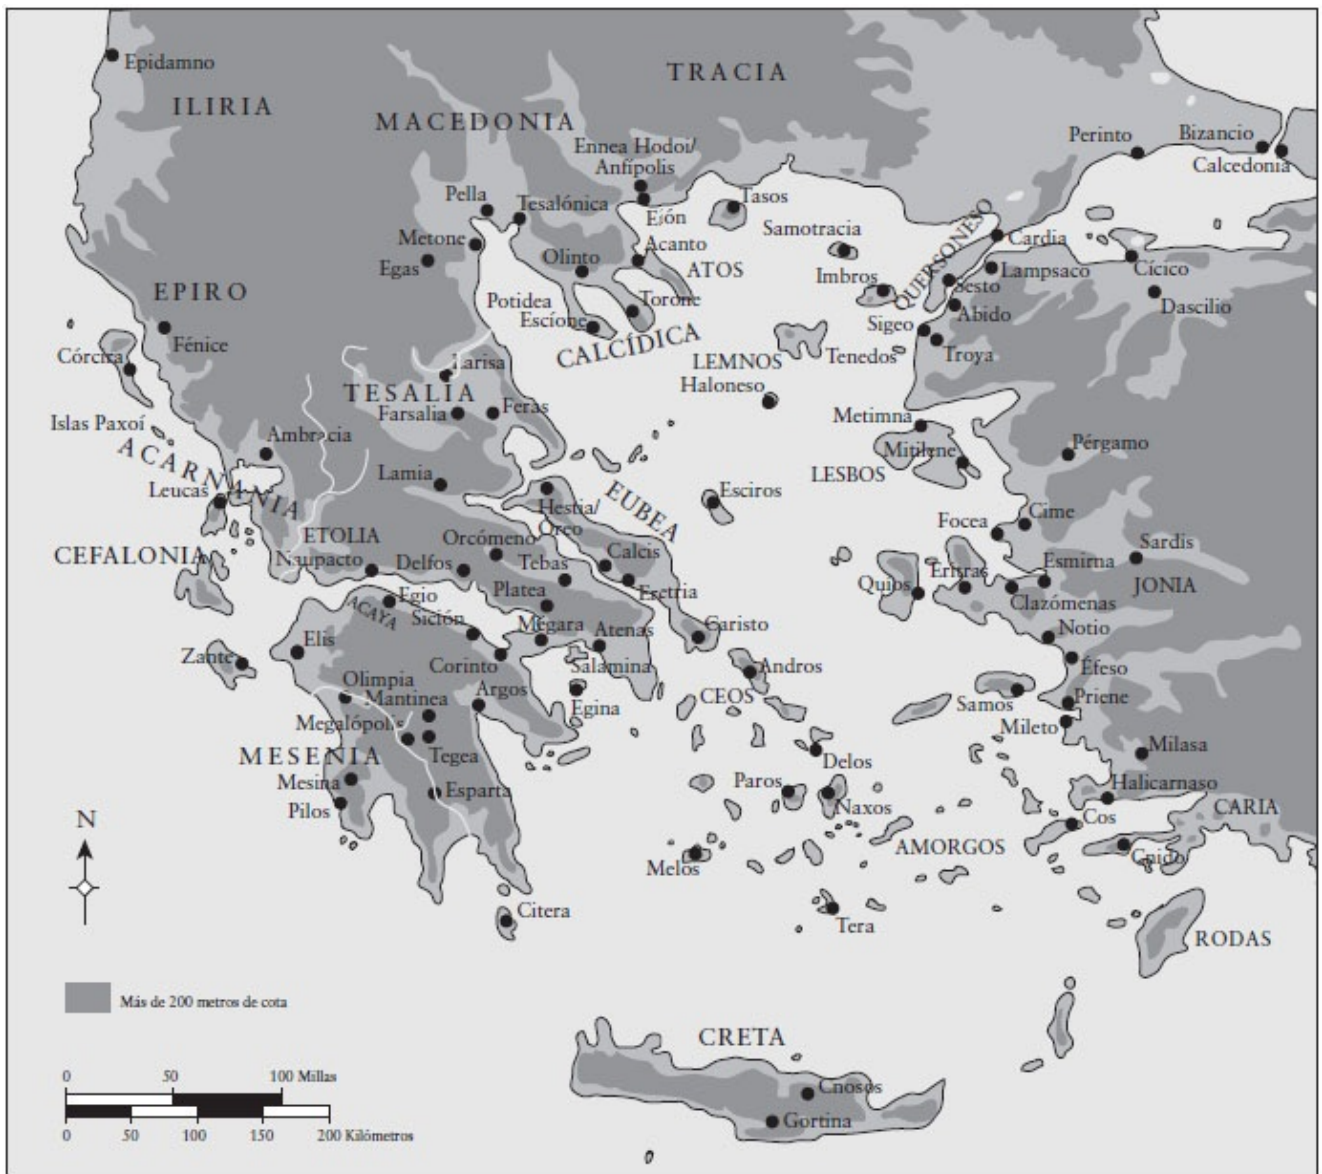 Epidamno
ILIRIA
TRACIA
MACEDONIA
Ennea Hodoi/
Anfípolis
Perinto
Bizancio
Calcedonia
Pella
Tesalónica
Eión
Tasos
Metone
Egas
Olinto
Acanto
ATOS
Samotracia
Imbros
QUERSONESO
Cardia
Lampsaco
Sesto
Abido
Cícico
Dascilio
EPIRO
Fénice
Córcira
Potidea
Escíone
Torone
CALCÍDICA
Sigeo
Troya
LEMNOS
Tenedos
Haloneso
Larisa
TESALIA
Farsalia
Feras
Islas Paxoí
Ambracia
ACARNANIA
Leucas
Lamia
Metimna
Mitilene
LESBOS
Pérgamo
Hestia/
Oreo
EUBEA
Esciros
Focea
Cime
CEFALONIA
ETOLIA
Naupacto
Delfos
Orcómeno
Tebas
Calcis
Eretria
Platea
Quios
Eritras
Esmirna
Clazómenas
Sardis
JONIA
ACAYA
Egio
Sición
Mégara
Atenas
Caristo
Notio
Zante
Elis
Corinto
Salamina
Andros
Éfeso
Olimpia
Mantinea
Argos
Egina
CEOS
Samos
Priene
Megalópolis
Mileto
MESENIA
Tegea
Delos
Milasa
Mesina
Esparta
Paros
Naxos
Halicarnaso
Pilos
Cos
CARIA
N
Melos
AMORGOS
Cnido
Citera
Tera
RODAS
Más de 200 metros de cota
CRETA
Cnosos
Gortina
0 50 100 Millas
0 50 100 150 200 Kilómetros